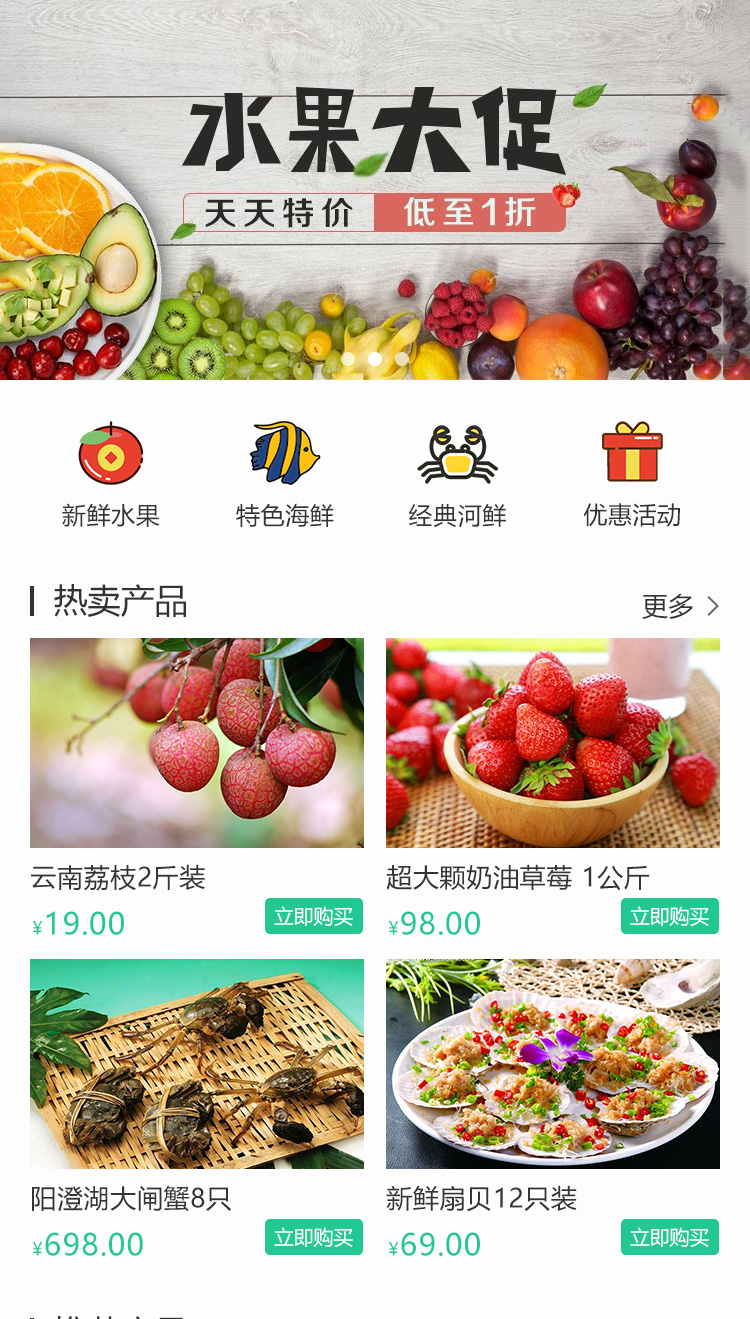 水果大促
天天特价 低至1折
新鲜水果 特色海鲜 经典河鲜 优惠活动
热卖产品 更多
云南荔枝2斤装 超大颗奶油草莓 1公斤
¥19.00 立即购买 ¥98.00 立即购买
阳澄湖大闸蟹8只 新鲜扇贝12只装
¥698.00 立即购买 ¥69.00 立即购买